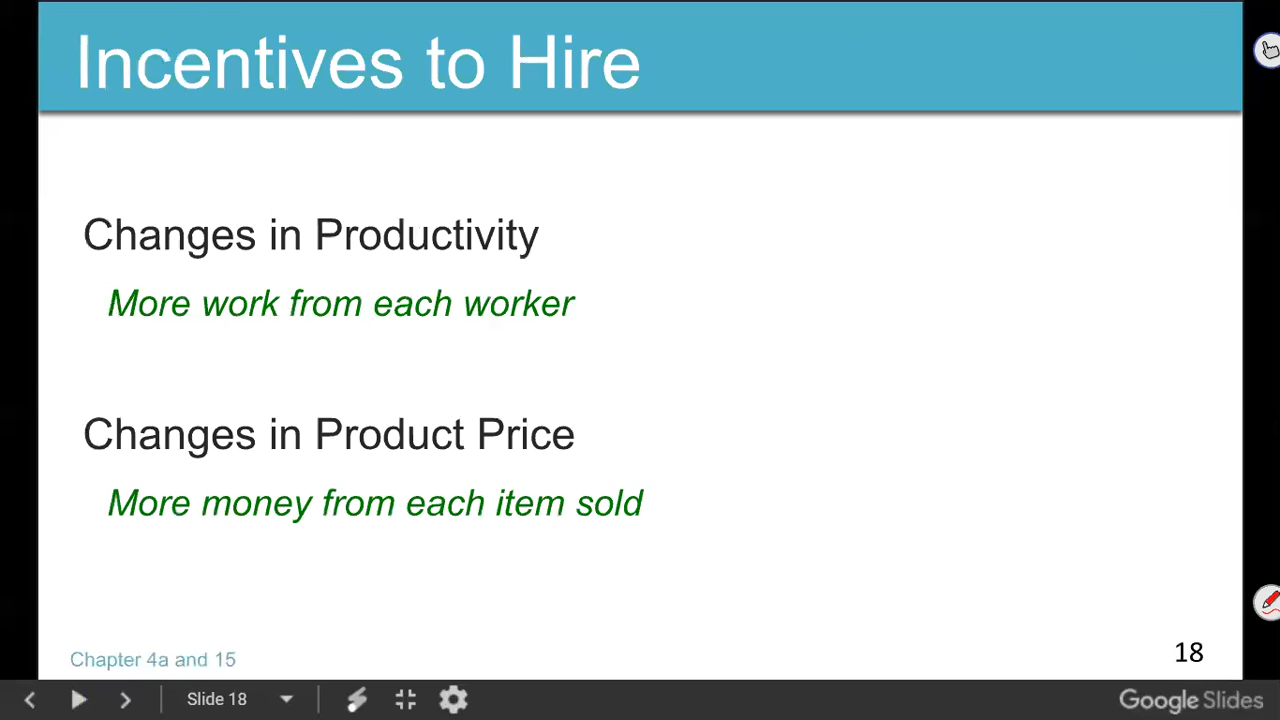 Incentives to Hire
Changes in Productivity
More work from each worker
Changes in Product Price
More money from each item sold
Chapter 4a and 15
18
Slide 18
Google Slides